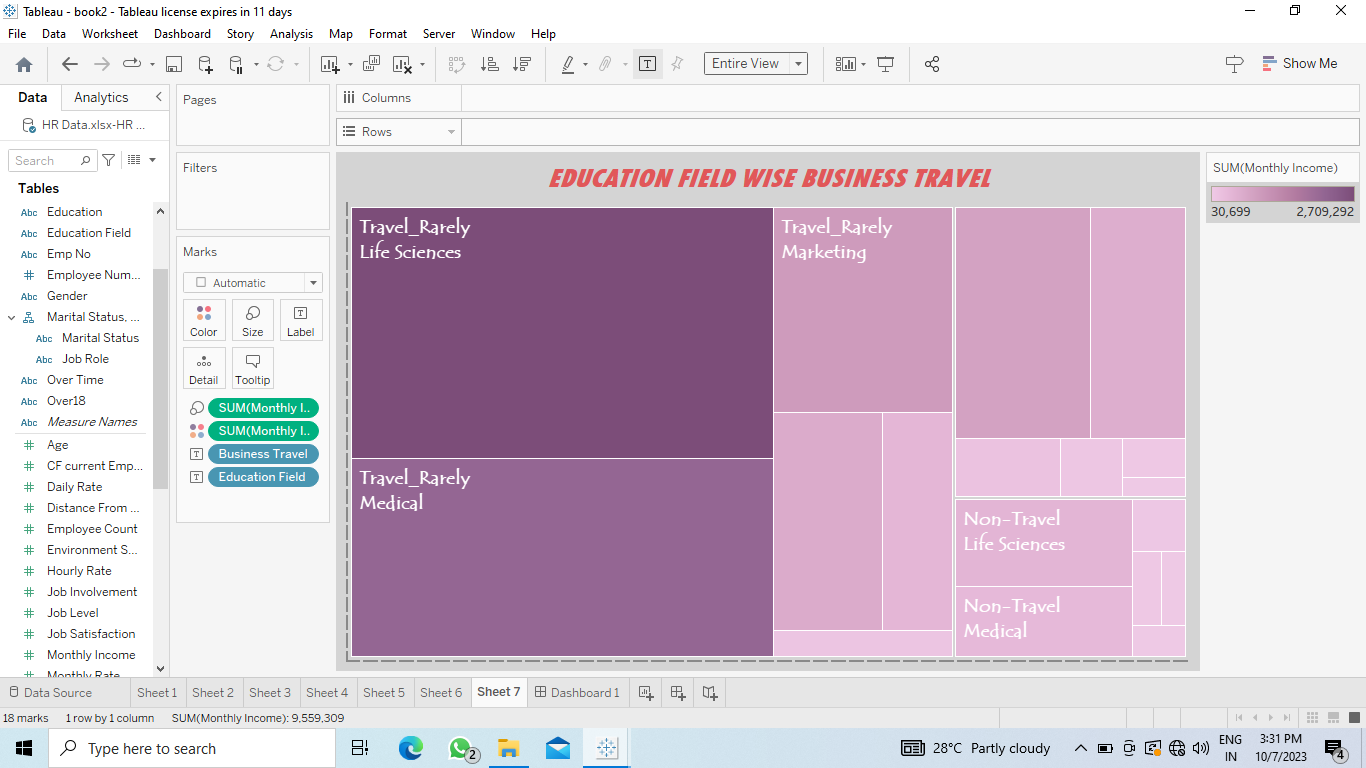 Tableau - book2 - Tableau license expires in 11 days
File Data Worksheet Dashboard Story Analysis Map Format Server Window Help
Entire View
Show Me
Data Analytics
HR Data.xlsx-HR ...
Search
Tables
Abc Education
Abc Education Field
Abc Emp No
# Employee Num...
Abc Gender
Marital Status, ...
Abc Marital Status
Abc Job Role
Abc Over Time
Abc Over18
Abc Measure Names
# Age
# CF current Emp...
# Daily Rate
# Distance From ...
# Employee Count
# Environment S...
# Hourly Rate
# Job Involvement
# Job Level
# Job Satisfaction
# Monthly Income
# Monthly Rate
Pages
Filters
Marks
Automatic
Color Size Label
Detail Tooltip
SUM(Monthly I..
SUM(Monthly I..
Business Travel
Education Field
Columns
Rows
EDUCATION FIELD WISE BUSINESS TRAVEL
Travel_Rarely
Life Sciences
Travel_Rarely
Marketing
Travel_Rarely
Medical
Non-Travel
Life Sciences
Non-Travel
Medical
SUM(Monthly Income)
30,699 2,709,292
Data Source Sheet 1 Sheet 2 Sheet 3 Sheet 4 Sheet 5 Sheet 6 Sheet 7 Dashboard 1
18 marks 1 row by 1 column SUM(Monthly Income): 9,559,309
Type here to search
2
28°C Partly cloudy
ENG
IN
3:31 PM
10/7/2023
4